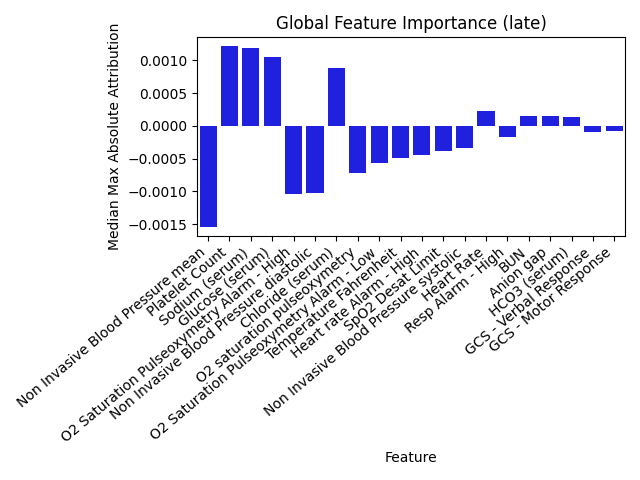 Global Feature Importance (late)
Median Max Absolute Attribution
0.0010
0.0005
0.0000
−0.0005
−0.0010
−0.0015
Non Invasive Blood Pressure mean
Platelet Count
Sodium (serum)
Glucose (serum)
O2 Saturation Pulseoxymetry Alarm - High
Non Invasive Blood Pressure diastolic
Chloride (serum)
O2 saturation pulseoxymetry
O2 Saturation Pulseoxymetry Alarm - Low
Temperature Fahrenheit
Heart rate Alarm - High
SpO2 Desat Limit
Non Invasive Blood Pressure systolic
Heart Rate
Resp Alarm - High
BUN
Anion gap
HCO3 (serum)
GCS - Verbal Response
GCS - Motor Response
Feature